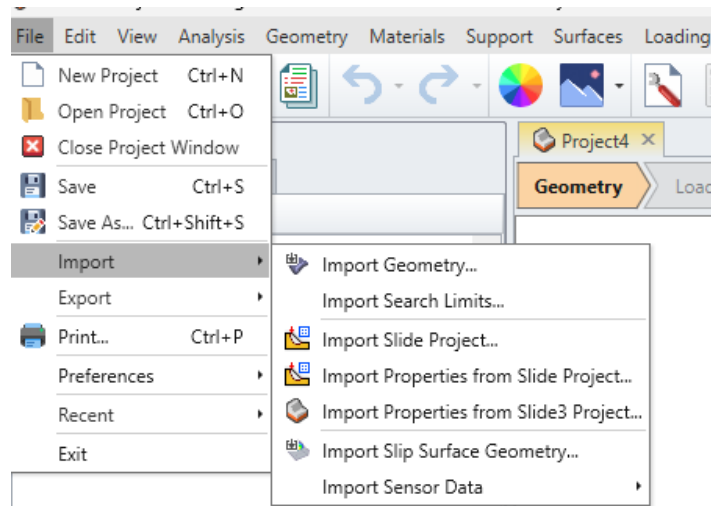 File Edit View Analysis Geometry Materials Support Surfaces Loading
New Project Ctrl+N
Open Project Ctrl+O
Close Project Window
Save Ctrl+S
Save As... Ctrl+Shift+S
Import
Export
Print... Ctrl+P
Preferences
Recent
Exit
Project4
Geometry
Import Geometry...
Import Search Limits...
Import Slide Project...
Import Properties from Slide Project...
Import Properties from Slide3 Project...
Import Slip Surface Geometry...
Import Sensor Data